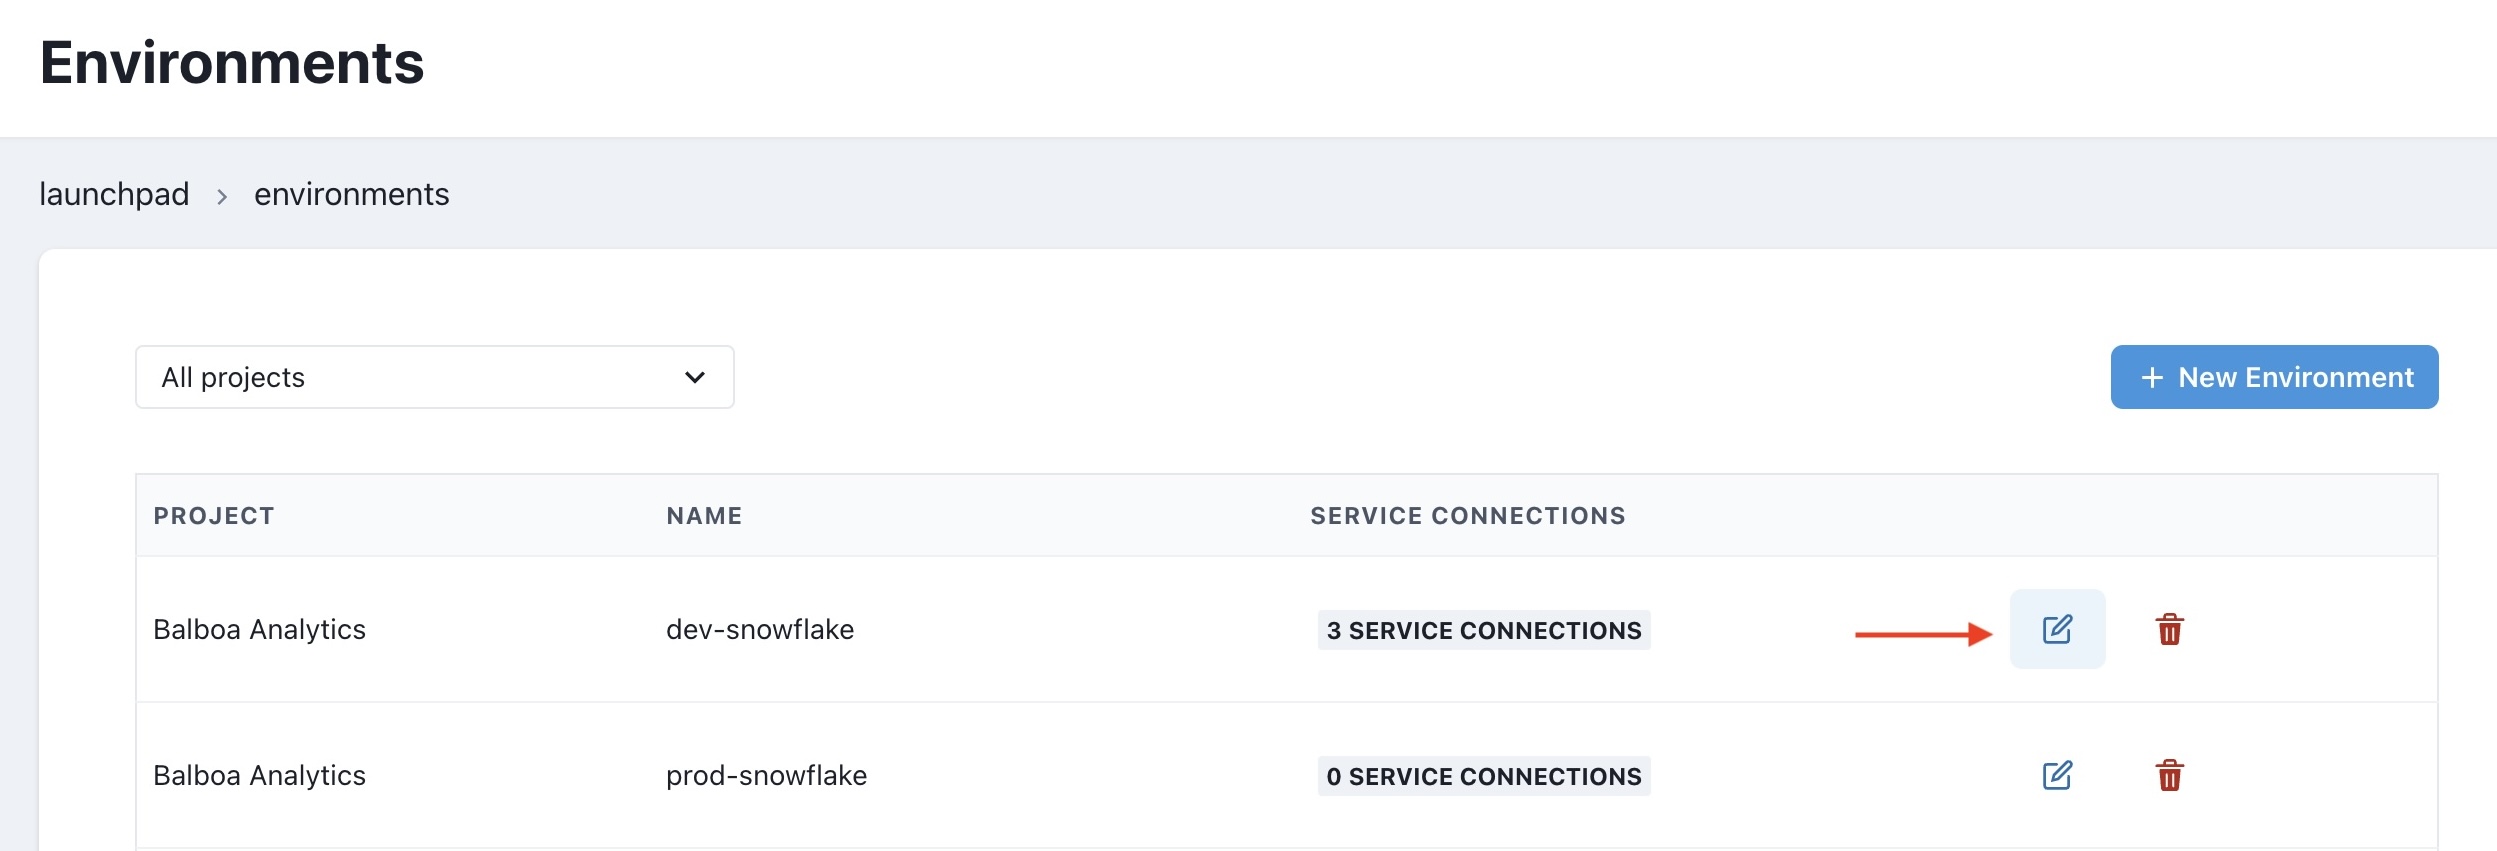 Environments
launchpad > environments
All projects
+ New Environment
PROJECT NAME SERVICE CONNECTIONS
Balboa Analytics dev-snowflake 3 SERVICE CONNECTIONS
Balboa Analytics prod-snowflake 0 SERVICE CONNECTIONS